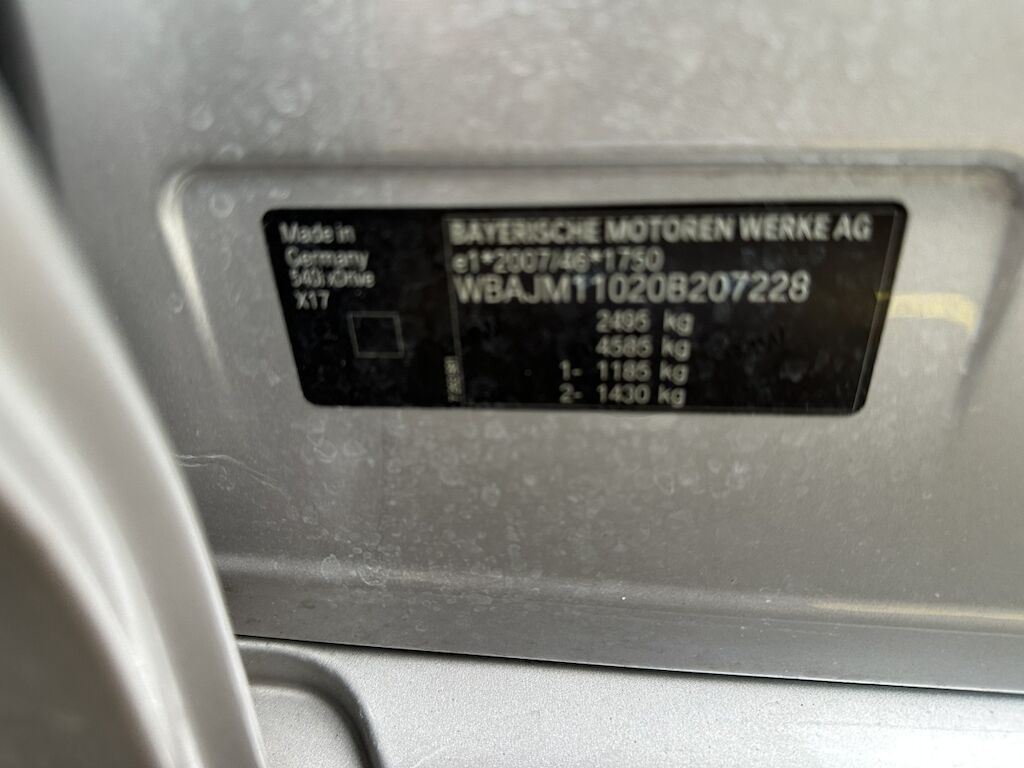 Made in
Germany
540i xDrive
X17
BAYERISCHE MOTOREN WERKE AG
e1*2007/46*1750
WBAJM11020B207228
2495 kg
4585 kg
1- 1185 kg
2- 1430 kg